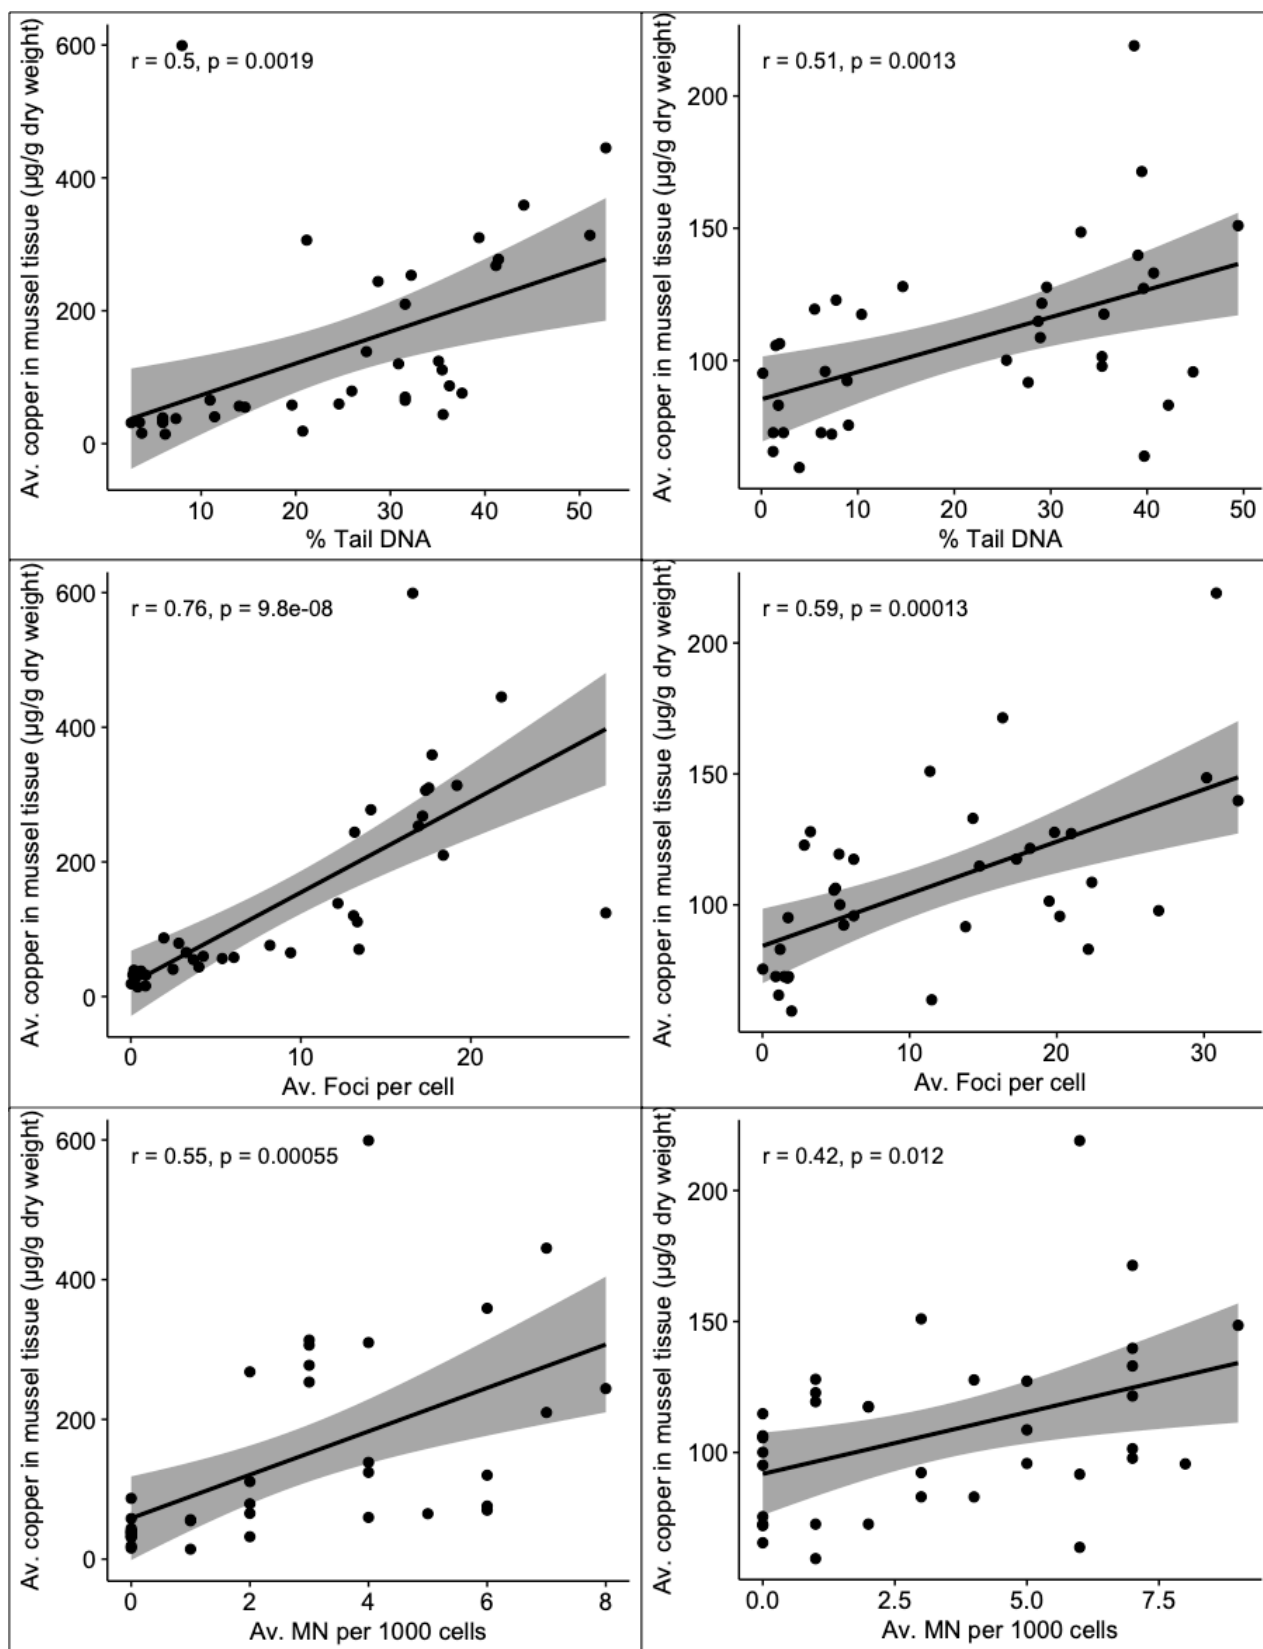 Av. copper in mussel tissue (µg/g dry weight)
600
400
200
0
r = 0.5, p = 0.0019
10 20 30 40 50
% Tail DNA
Av. copper in mussel tissue (µg/g dry weight)
200
150
100
r = 0.51, p = 0.0013
0 10 20 30 40 50
% Tail DNA
Av. copper in mussel tissue (µg/g dry weight)
600
400
200
0
r = 0.76, p = 9.8e-08
0 10 20
Av. Foci per cell
Av. copper in mussel tissue (µg/g dry weight)
200
150
100
r = 0.59, p = 0.00013
0 10 20 30
Av. Foci per cell
Av. copper in mussel tissue (µg/g dry weight)
600
400
200
0
r = 0.55, p = 0.00055
0 2 4 6 8
Av. MN per 1000 cells
Av. copper in mussel tissue (µg/g dry weight)
200
150
100
r = 0.42, p = 0.012
0.0 2.5 5.0 7.5
Av. MN per 1000 cells